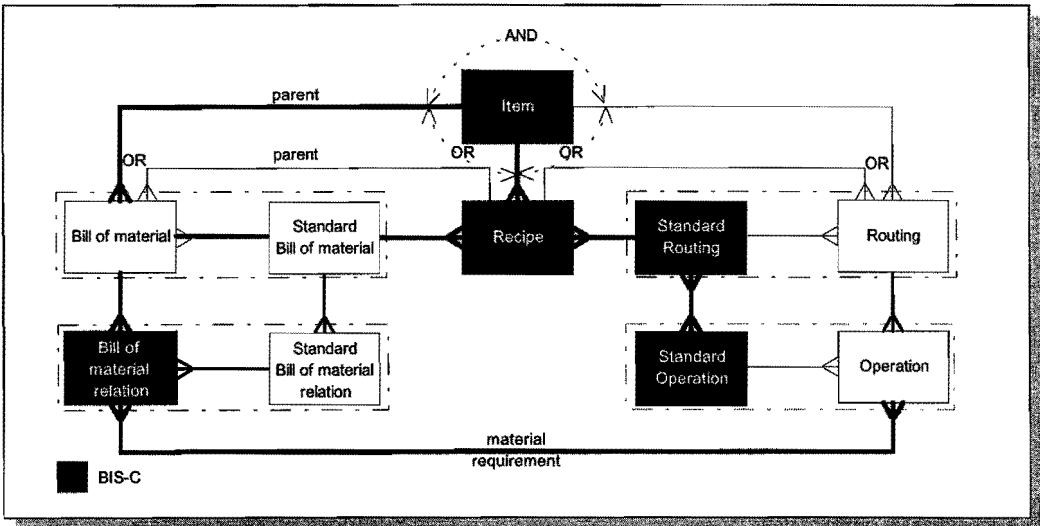 AND
parent
Item
OR
parent
OR
OR
OR
Bill of material
Standard
Bill of material
Recipe
Standard
Routing
Routing
Bill of
material
relation
Standard
Bill of material
relation
Standard
Operation
Operation
material
requirement
BIS-C